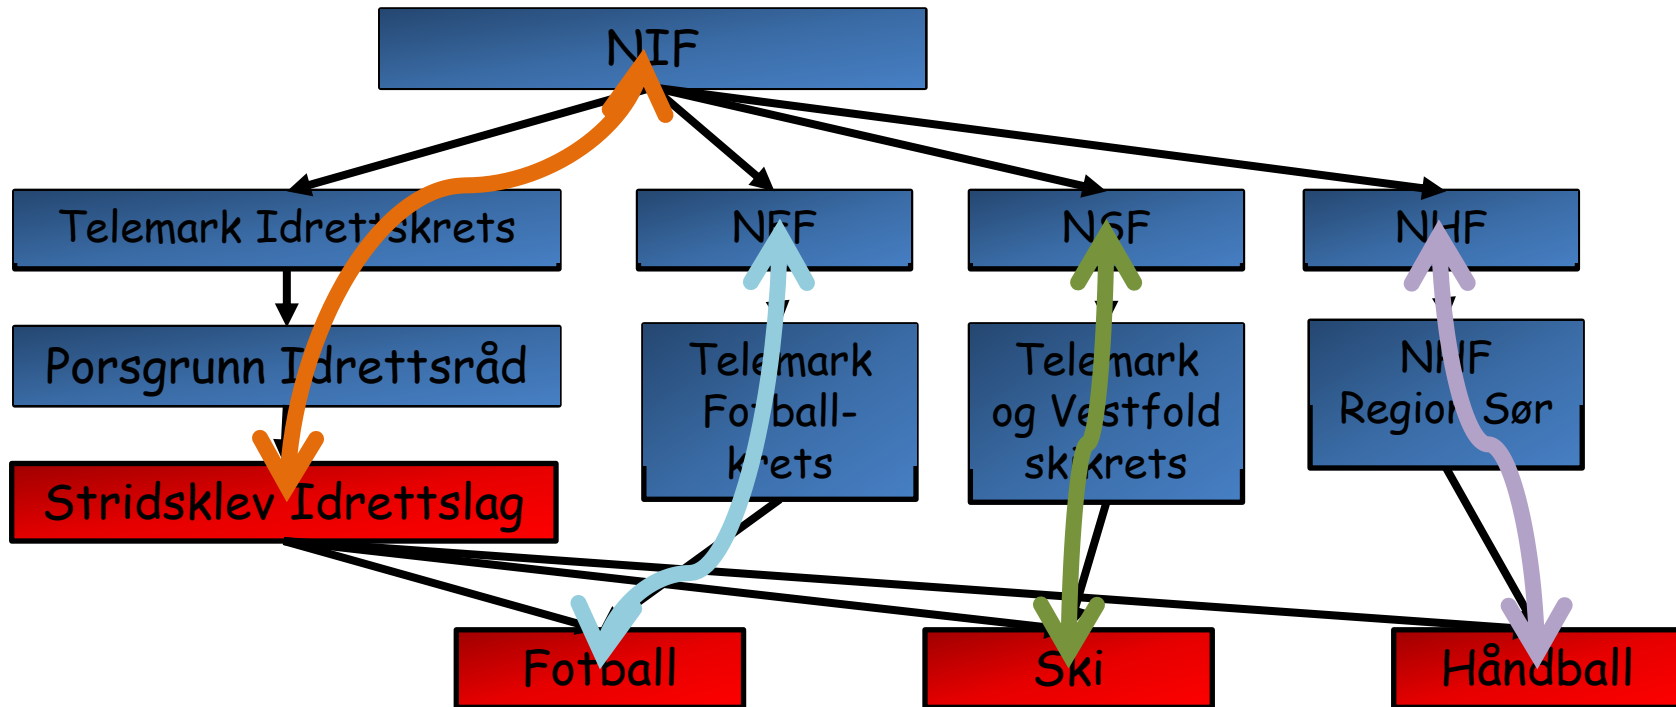 NIF
Telemark Idrettskrets
NFF
NSF
NHF
Porsgrunn Idrettsråd
Telemark
Fotball-
krets
Telemark
og Vestfold
skikrets
NHF
Region Sør
Stridsklev Idrettslag
Fotball
Ski
Håndball